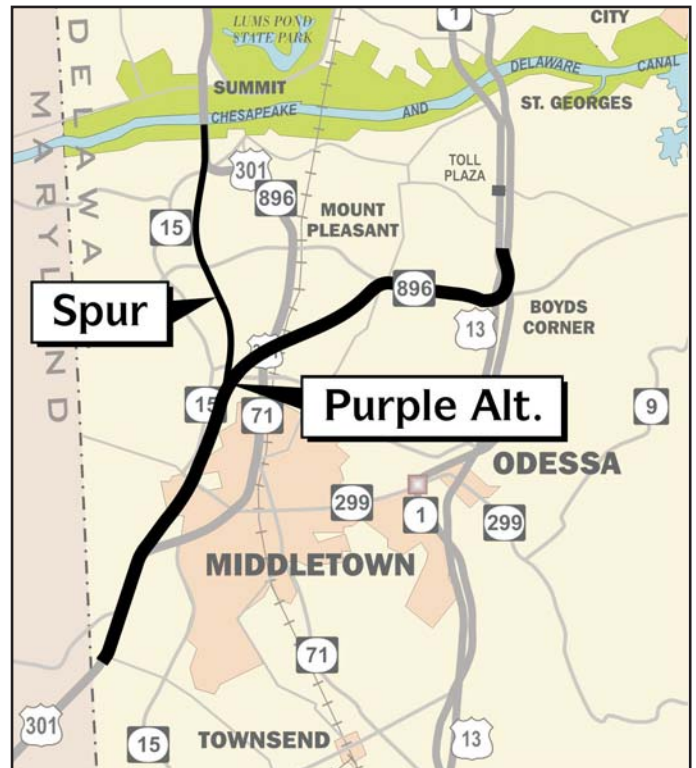 LUMS POND
STATE PARK
1
CITY
DELAWARE
MARYLAND
SUMMIT
DELAWARE
CANAL
CHESAPEAKE
AND
ST. GEORGES
301
TOLL
PLAZA
896
15
MOUNT
PLEASANT
896
Spur
13
BOYDS
CORNER
15
71
Purple Alt.
9
ODESSA
299
1
299
MIDDLETOWN
71
301
15
TOWNSEND
13